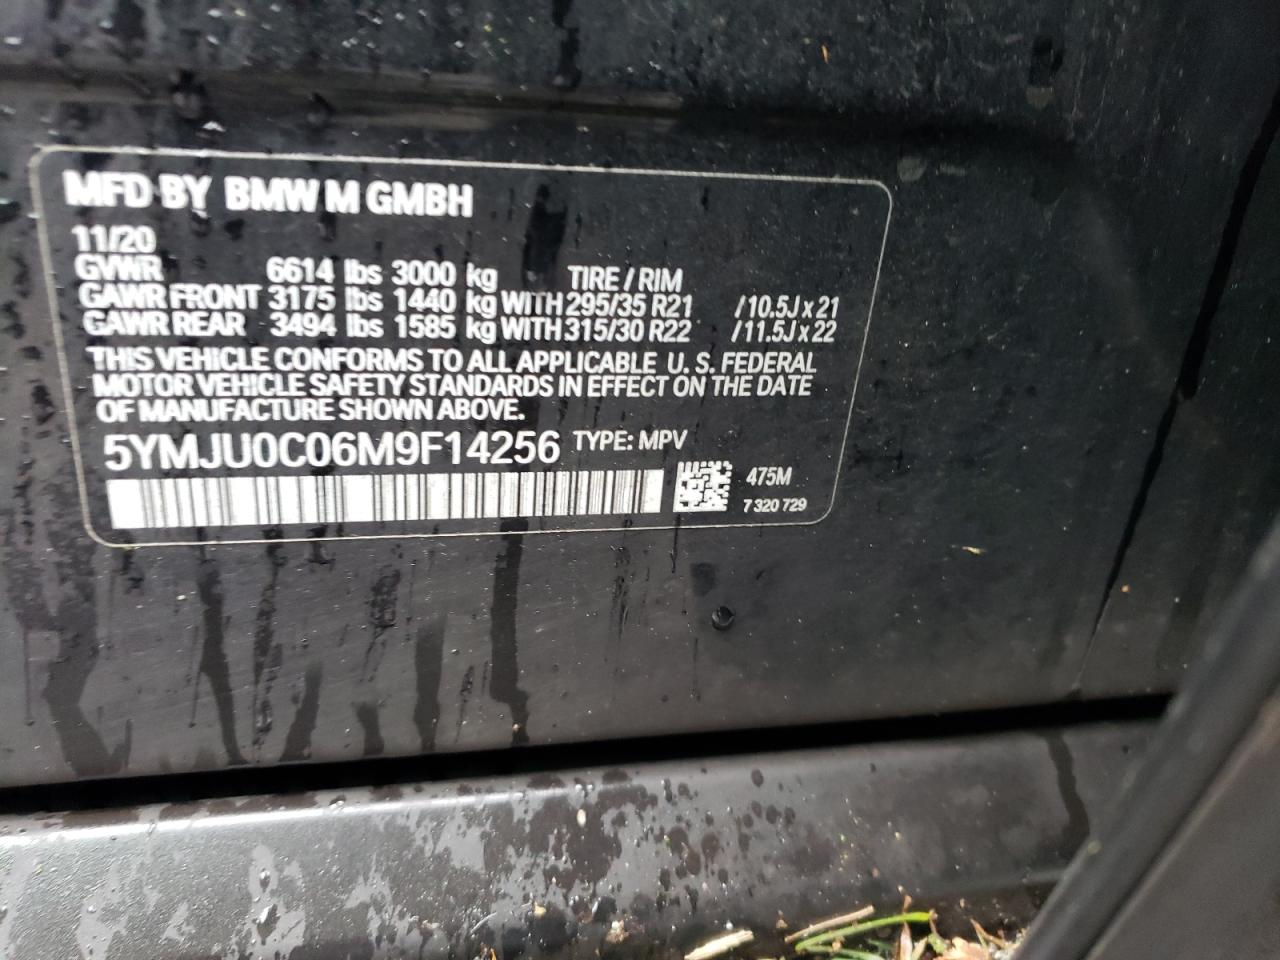 MFD BY BMW M GMBH
11/20
GVWR 6614 lbs 3000 kg TIRE / RIM
GAWR FRONT 3175 lbs 1440 kg WITH 295/35 R21 /10.5J x 21
GAWR REAR 3494 lbs 1585 kg WITH 315/30 R22 /11.5J x 22
THIS VEHICLE CONFORMS TO ALL APPLICABLE U. S. FEDERAL
MOTOR VEHICLE SAFETY STANDARDS IN EFFECT ON THE DATE
OF MANUFACTURE SHOWN ABOVE.
5YMJU0C06M9F14256 TYPE: MPV
475M
7 320 729